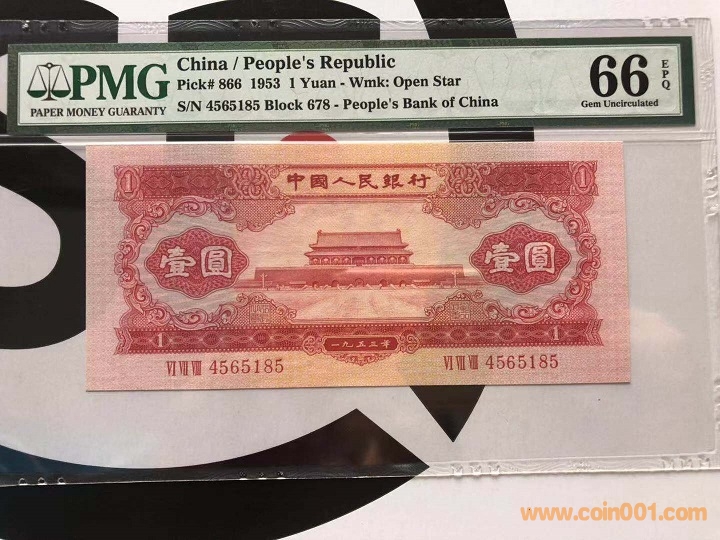 PMG
PAPER MONEY GUARANTY
China / People's Republic
Pick# 866 1953 1 Yuan - Wmk: Open Star
S/N 4565185 Block 678 - People's Bank of China
66 EPQ
Gem Uncirculated
1 中國人民銀行 1
壹圓 壹圓
1 一九五三年 1
VI VII VIII 4565185 VI VII VIII 4565185
www.coin001.com